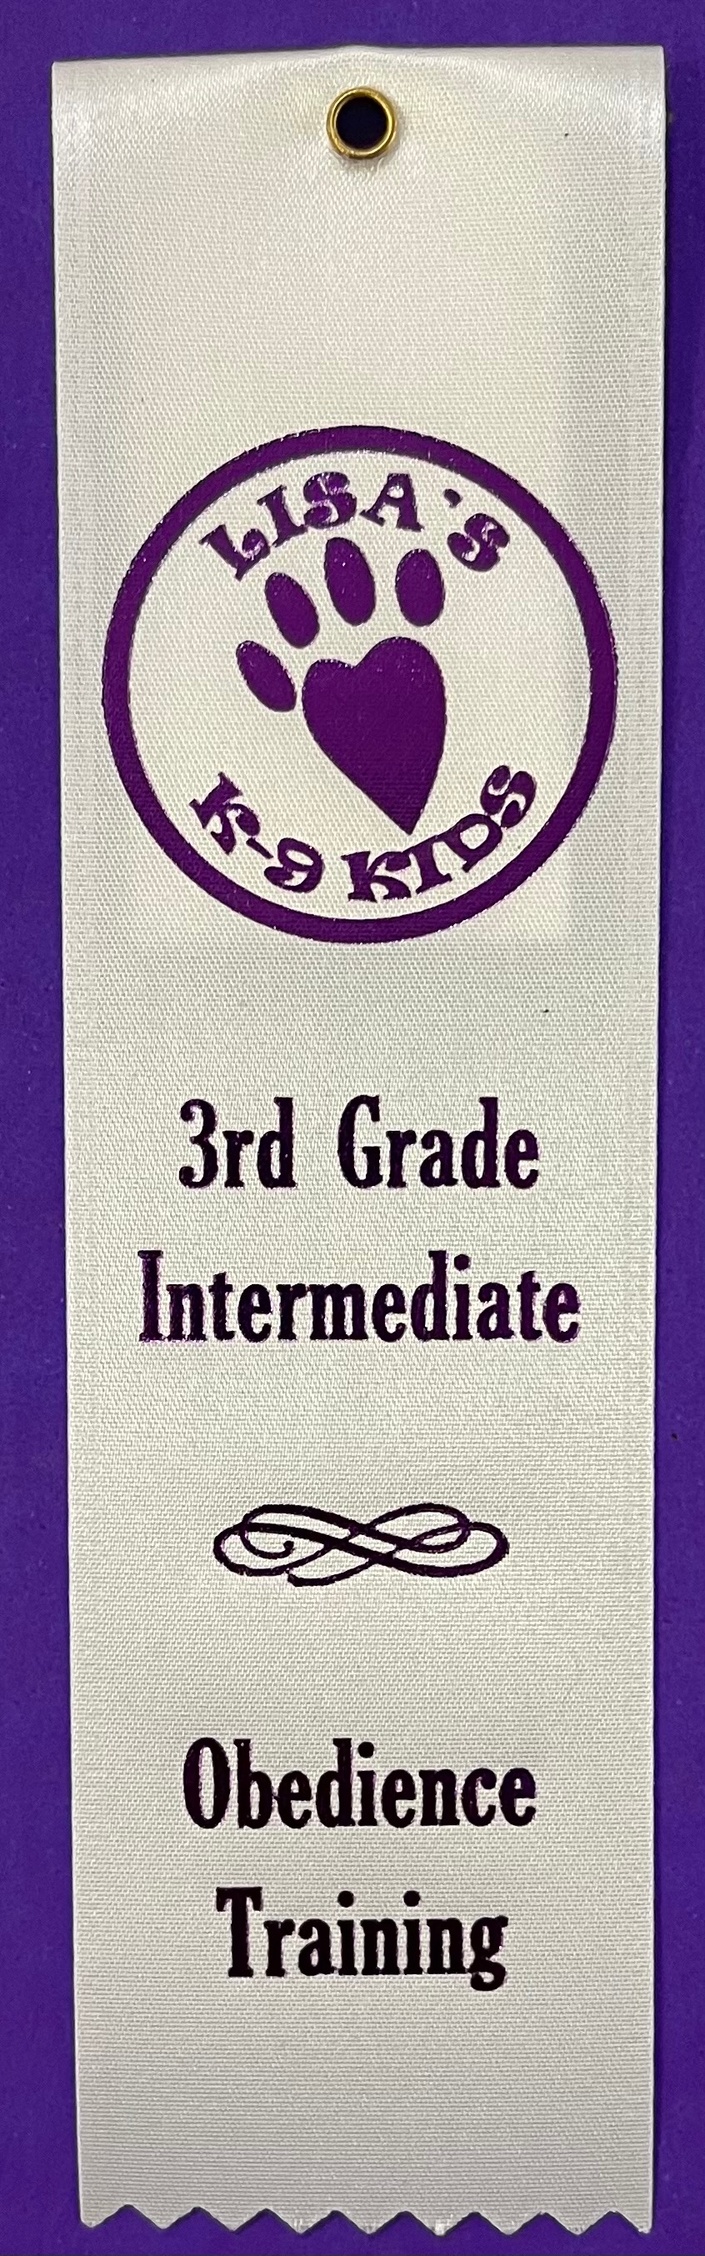 LISA'S
K-9 KIDS
3rd Grade
Intermediate
Obedience
Training